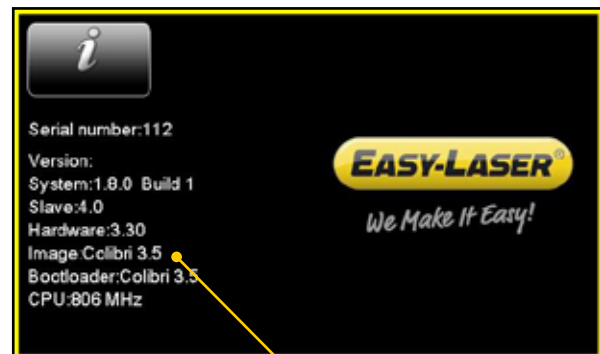 i
Serial number:112
Version:
System:1.8.0 Build 1
Slave:4.0
Hardware:3.30
Image:Colibri 3.5
Bootloader:Colibri 3.5
CPU:806 MHz
EASY-LASER®
We Make It Easy!